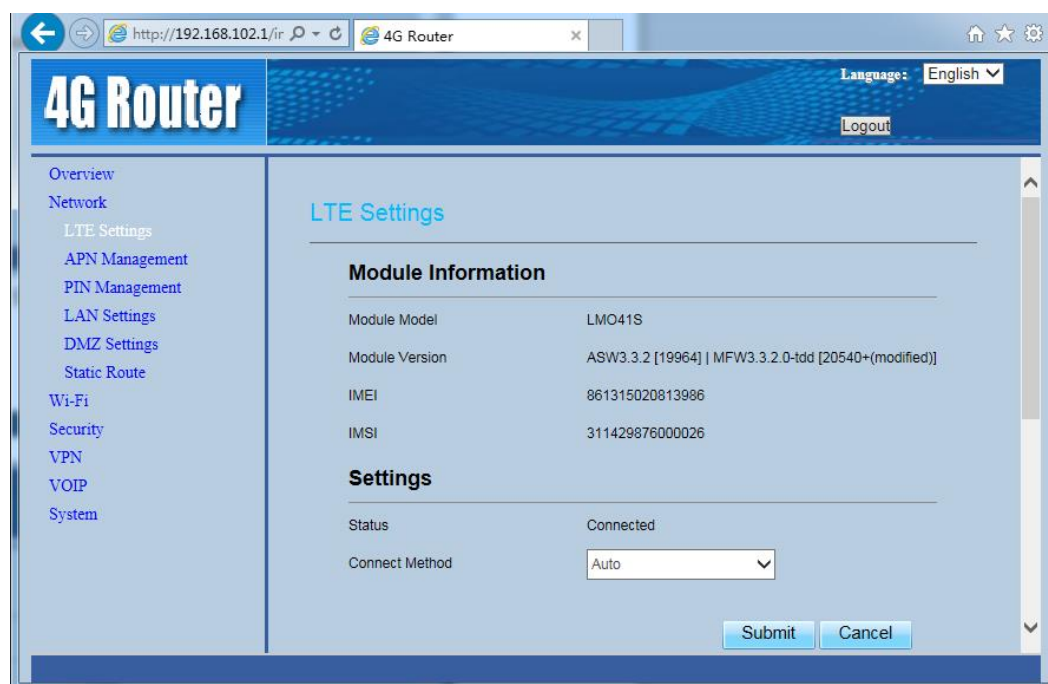 http://192.168.102.1/ir
4G Router
4G Router
Language: English
Logout
Overview
Network
LTE Settings
APN Management
PIN Management
LAN Settings
DMZ Settings
Static Route
Wi-Fi
Security
VPN
VOIP
System
LTE Settings
Module Information
Module Model LMO41S
Module Version ASW3.3.2 [19964] | MFW3.3.2.0-tdd [20540+(modified)]
IMEI 861315020813986
IMSI 311429876000026
Settings
Status Connected
Connect Method Auto
Submit Cancel